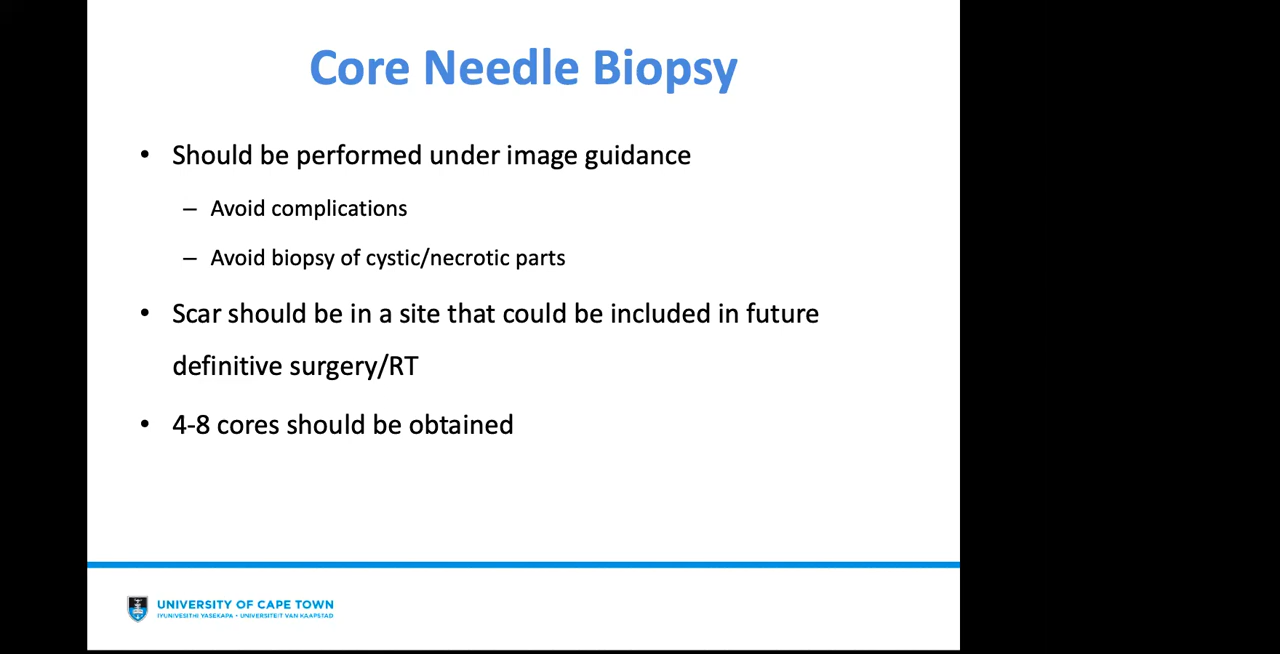 Core Needle Biopsy
• Should be performed under image guidance
– Avoid complications
– Avoid biopsy of cystic/necrotic parts
• Scar should be in a site that could be included in future
definitive surgery/RT
• 4-8 cores should be obtained
UNIVERSITY OF CAPE TOWN
IYUNIVESITHI YASEKAPA • UNIVERSITEIT VAN KAAPSTAD